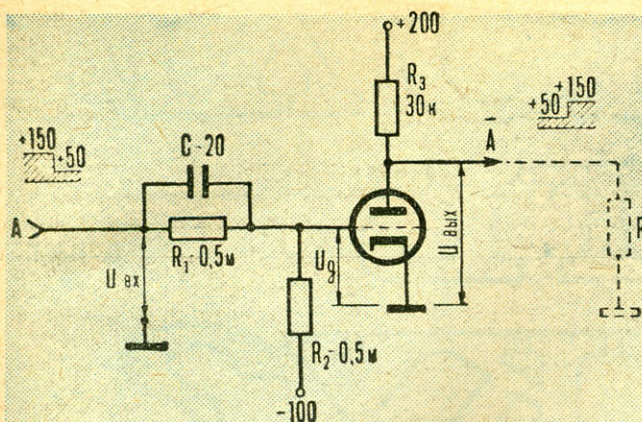 +200
R₃
30к
+150
+50
Ā
+150
+50
C-20
A
R₁-0,5м
U вх
Ug
U вых
R
R₂-0,5м
-100